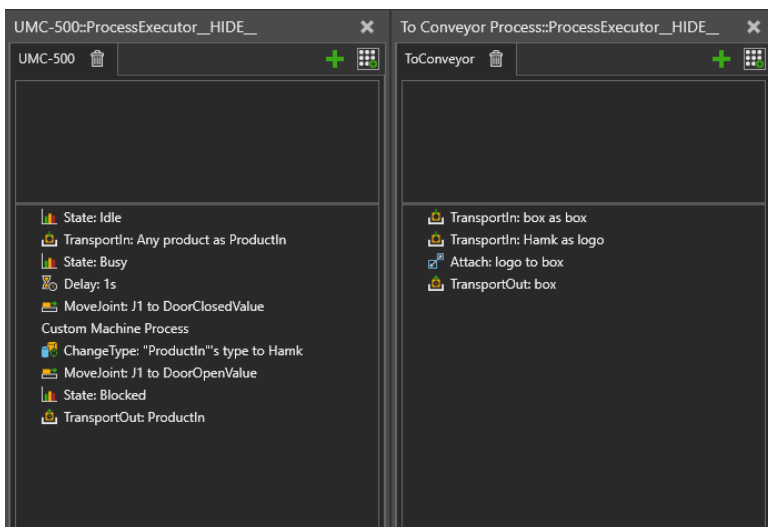 UMC-500::ProcessExecutor__HIDE__
UMC-500
State: Idle
TransportIn: Any product as ProductIn
State: Busy
Delay: 1s
MoveJoint: J1 to DoorClosedValue
Custom Machine Process
ChangeType: "ProductIn"'s type to Hamk
MoveJoint: J1 to DoorOpenValue
State: Blocked
TransportOut: ProductIn
To Conveyor Process::ProcessExecutor__HIDE__
ToConveyor
TransportIn: box as box
TransportIn: Hamk as logo
Attach: logo to box
TransportOut: box